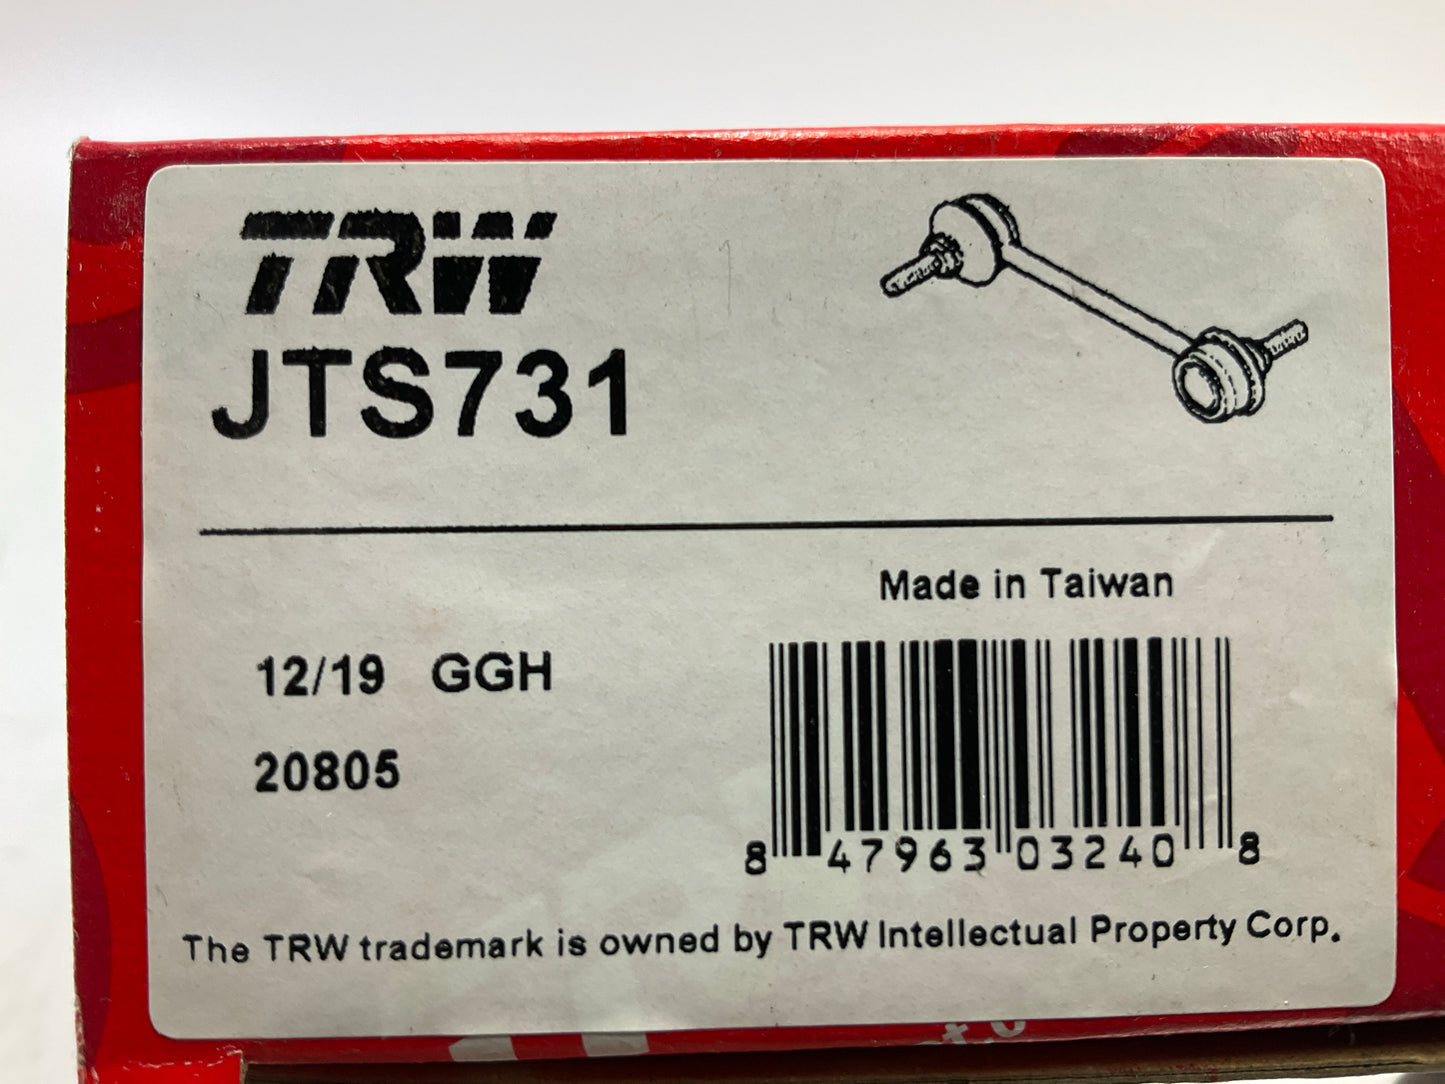 TRW
JTS731
Made in Taiwan
12/19 GGH
20805
8 47963 03240 8
The TRW trademark is owned by TRW Intellectual Property Corp.